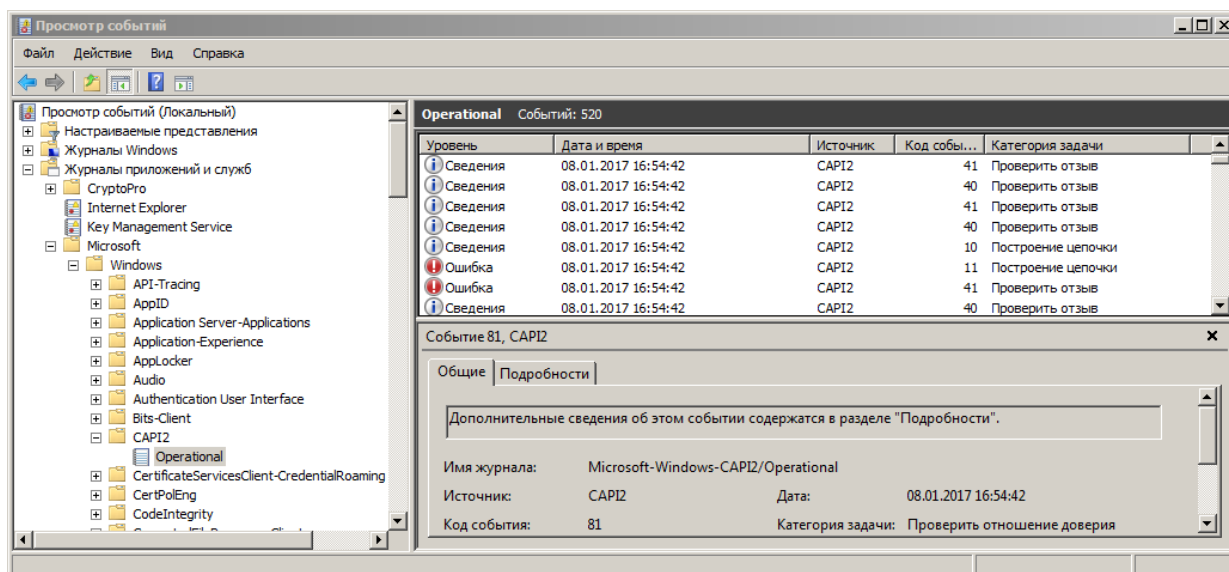 Просмотр событий
Файл Действие Вид Справка
Просмотр событий (Локальный)
Настраиваемые представления
Журналы Windows
Журналы приложений и служб
CryptoPro
Internet Explorer
Key Management Service
Microsoft
Windows
API-Tracing
AppID
Application Server-Applications
Application-Experience
AppLocker
Audio
Authentication User Interface
Bits-Client
CAPI2
Operational
CertificateServicesClient-CredentialRoaming
CertPolEng
CodeIntegrity
Operational Событий: 520
Уровень Дата и время Источник Код собы... Категория задачи
Сведения 08.01.2017 16:54:42 CAPI2 41 Проверить отзыв
Сведения 08.01.2017 16:54:42 CAPI2 40 Проверить отзыв
Сведения 08.01.2017 16:54:42 CAPI2 41 Проверить отзыв
Сведения 08.01.2017 16:54:42 CAPI2 40 Проверить отзыв
Сведения 08.01.2017 16:54:42 CAPI2 10 Построение цепочки
Ошибка 08.01.2017 16:54:42 CAPI2 11 Построение цепочки
Ошибка 08.01.2017 16:54:42 CAPI2 41 Проверить отзыв
Сведения 08.01.2017 16:54:42 CAPI2 40 Проверить отзыв
Событие 81, CAPI2
Общие Подробности
Дополнительные сведения об этом событии содержатся в разделе "Подробности".
Имя журнала: Microsoft-Windows-CAPI2/Operational
Источник: CAPI2 Дата: 08.01.2017 16:54:42
Код события: 81 Категория задачи: Проверить отношение доверия